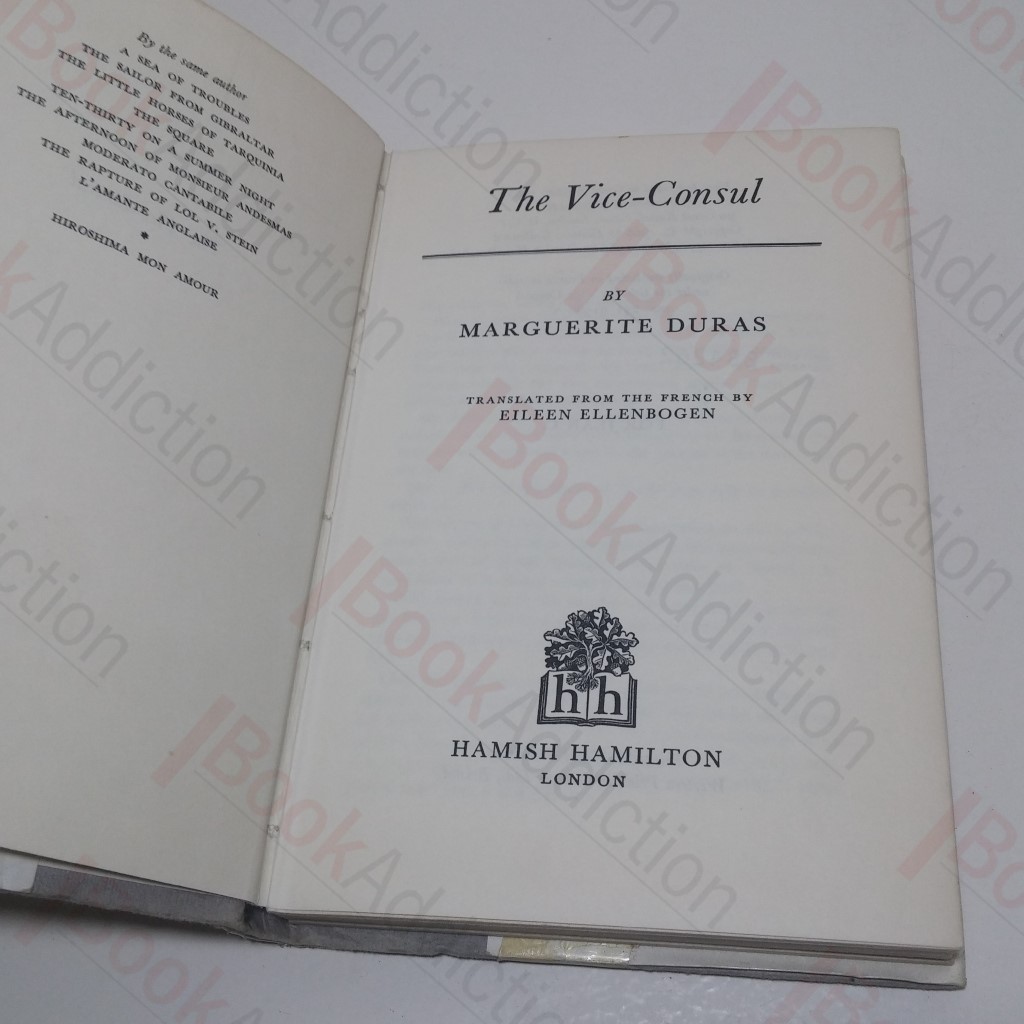 By the same author
A SEA OF TROUBLES
THE SAILOR FROM GIBRALTAR
THE LITTLE HORSES OF TARQUINIA
THE SQUARE
TEN-THIRTY ON A SUMMER NIGHT
THE AFTERNOON OF MONSIEUR ANDESMAS
MODERATO CANTABILE
THE RAPTURE OF LOL V. STEIN
L'AMANTE ANGLAISE
*
HIROSHIMA MON AMOUR
The Vice-Consul
BY
MARGUERITE DURAS
TRANSLATED FROM THE FRENCH BY
EILEEN ELLENBOGEN
h h
HAMISH HAMILTON
LONDON
BookAddiction